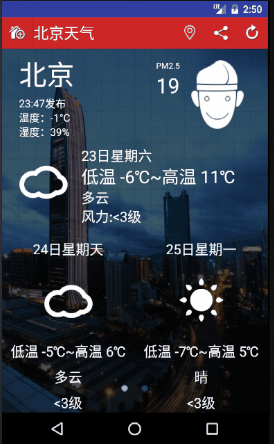 2:50
北京天气
北京
PM2.5
19
23:47发布
温度：-1℃
湿度：39%
23日星期六
低温 -6℃~高温 11℃
多云
风力:<3级
24日星期天
25日星期一
低温 -5℃~高温 6℃
低温 -7℃~高温 5℃
多云
晴
<3级
<3级